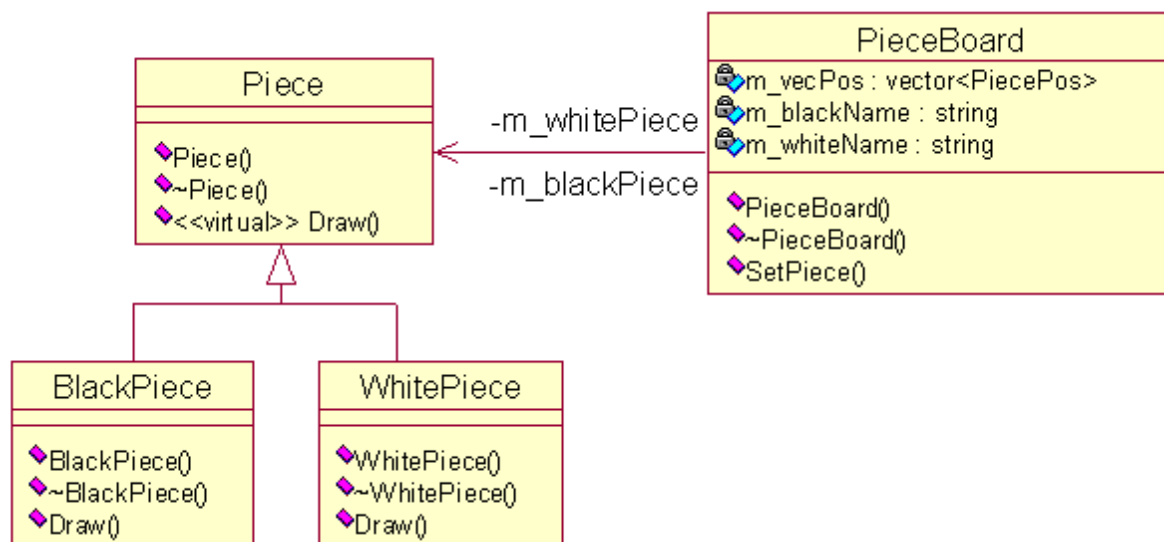 Piece
Piece()
~Piece()
<<virtual>> Draw()
-m_whitePiece
-m_blackPiece
PieceBoard
m_vecPos : vector<PiecePos>
m_blackName : string
m_whiteName : string
PieceBoard()
~PieceBoard()
SetPiece()
BlackPiece
BlackPiece()
~BlackPiece()
Draw()
WhitePiece
WhitePiece()
~WhitePiece()
Draw()